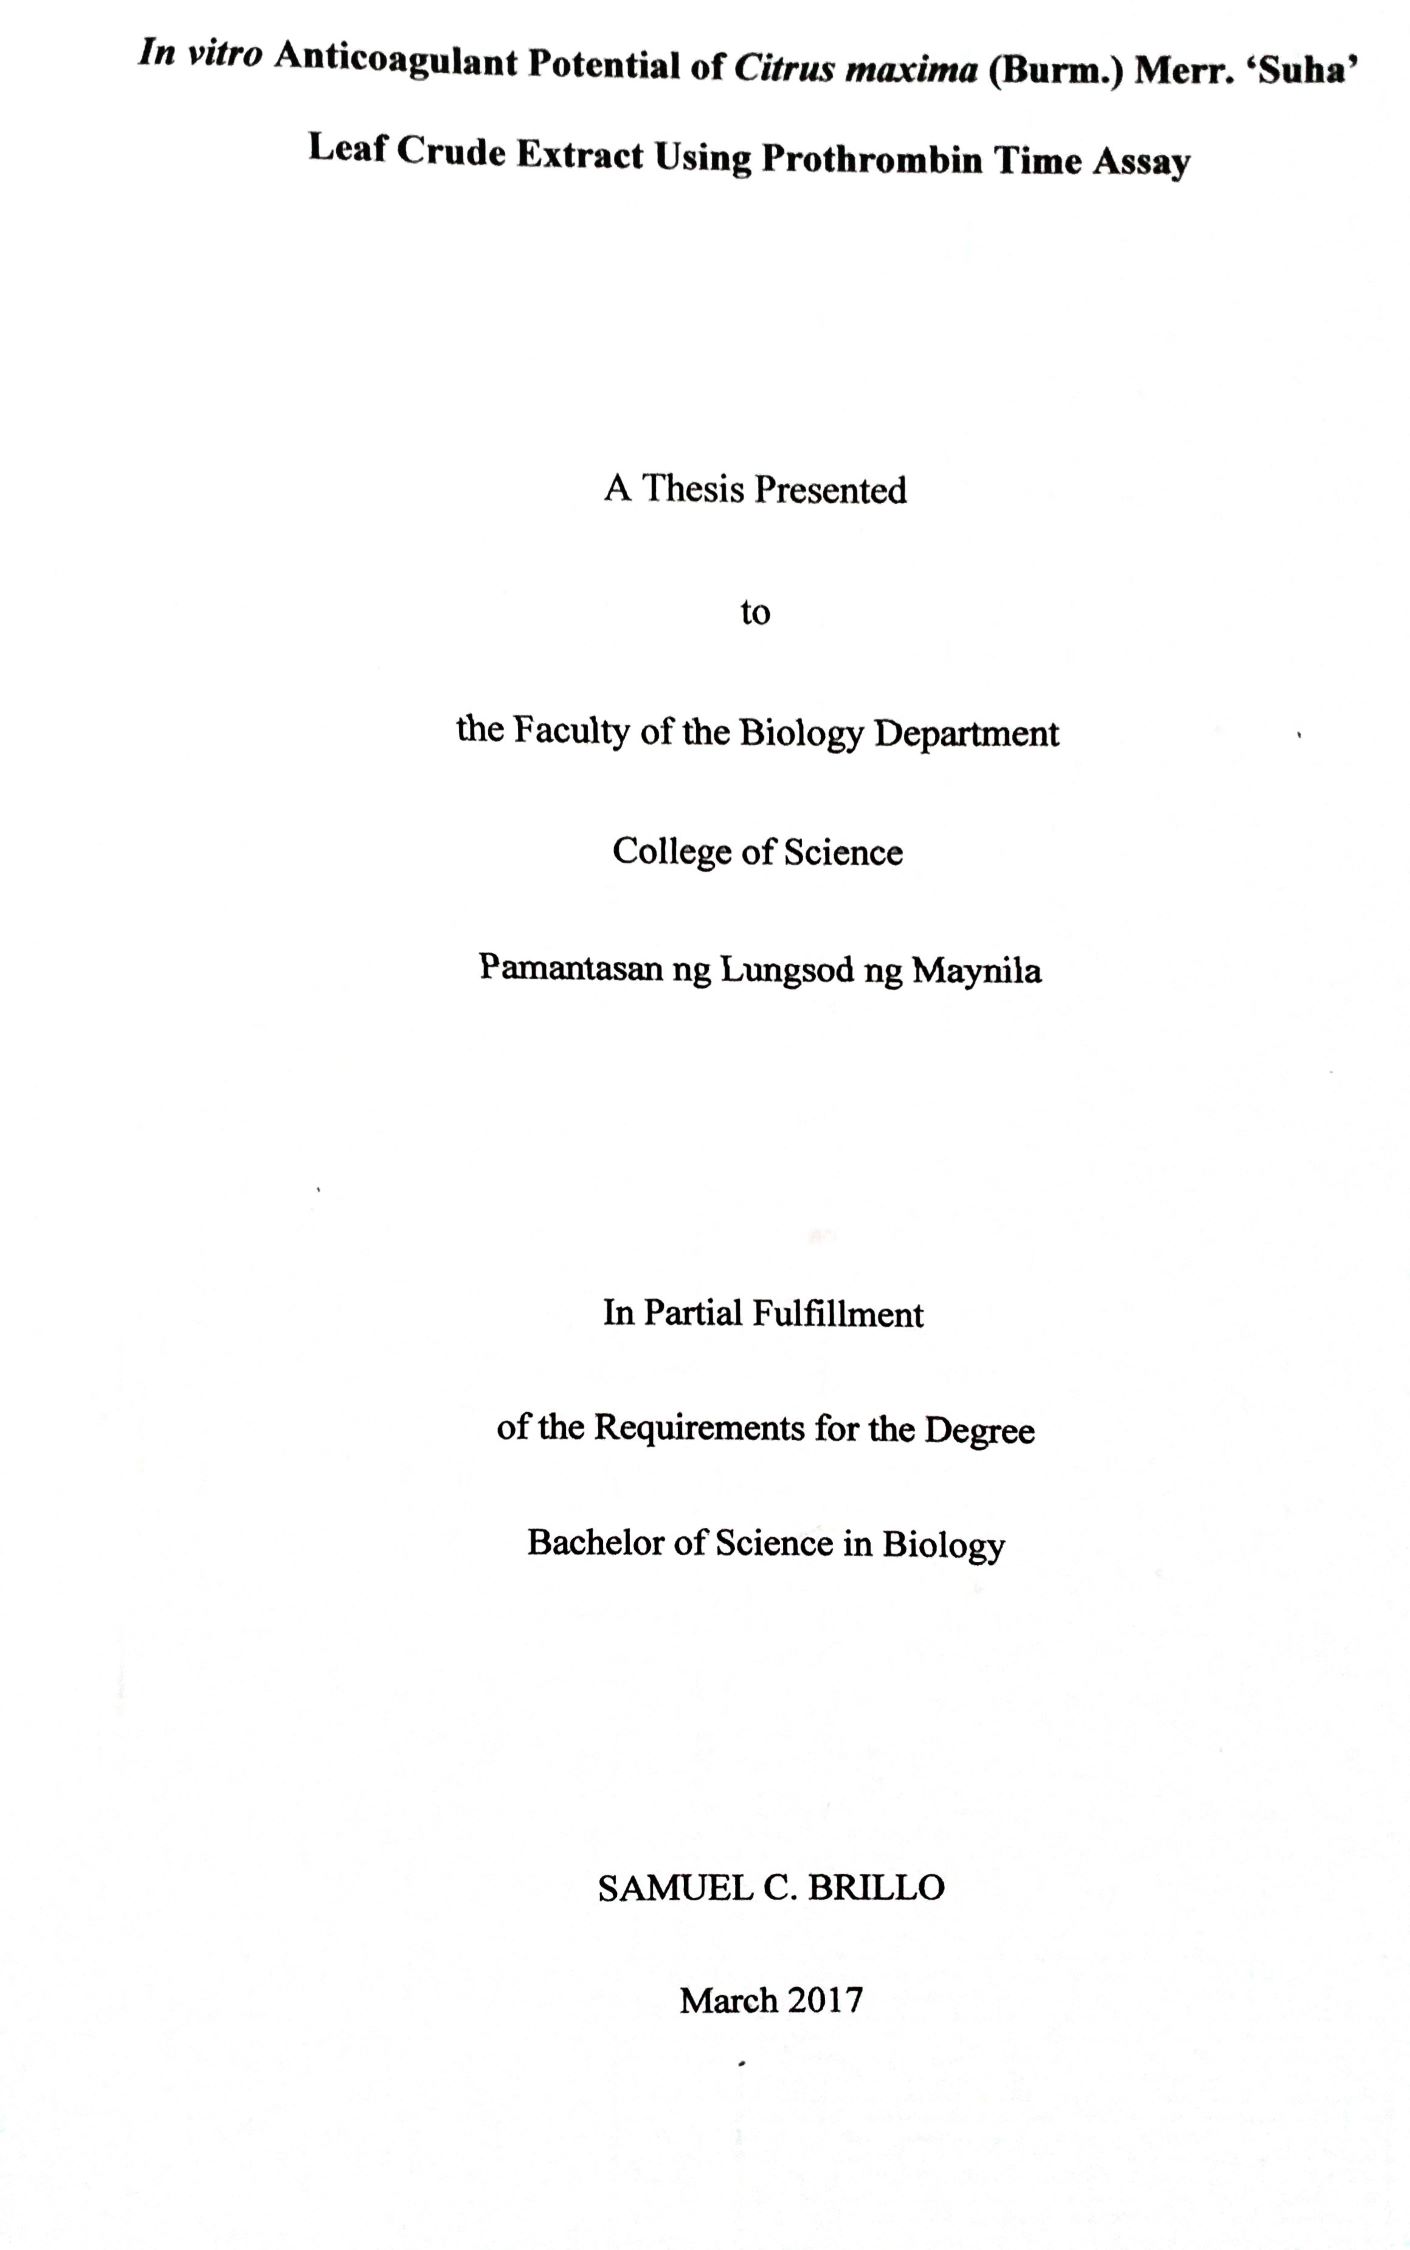 In vitro Anticoagulant Potential of Citrus maxima (Burm.) Merr. ‘Suha’
Leaf Crude Extract Using Prothrombin Time Assay
A Thesis Presented
to
the Faculty of the Biology Department
College of Science
Pamantasan ng Lungsod ng Maynila
In Partial Fulfillment
of the Requirements for the Degree
Bachelor of Science in Biology
SAMUEL C. BRILLO
March 2017